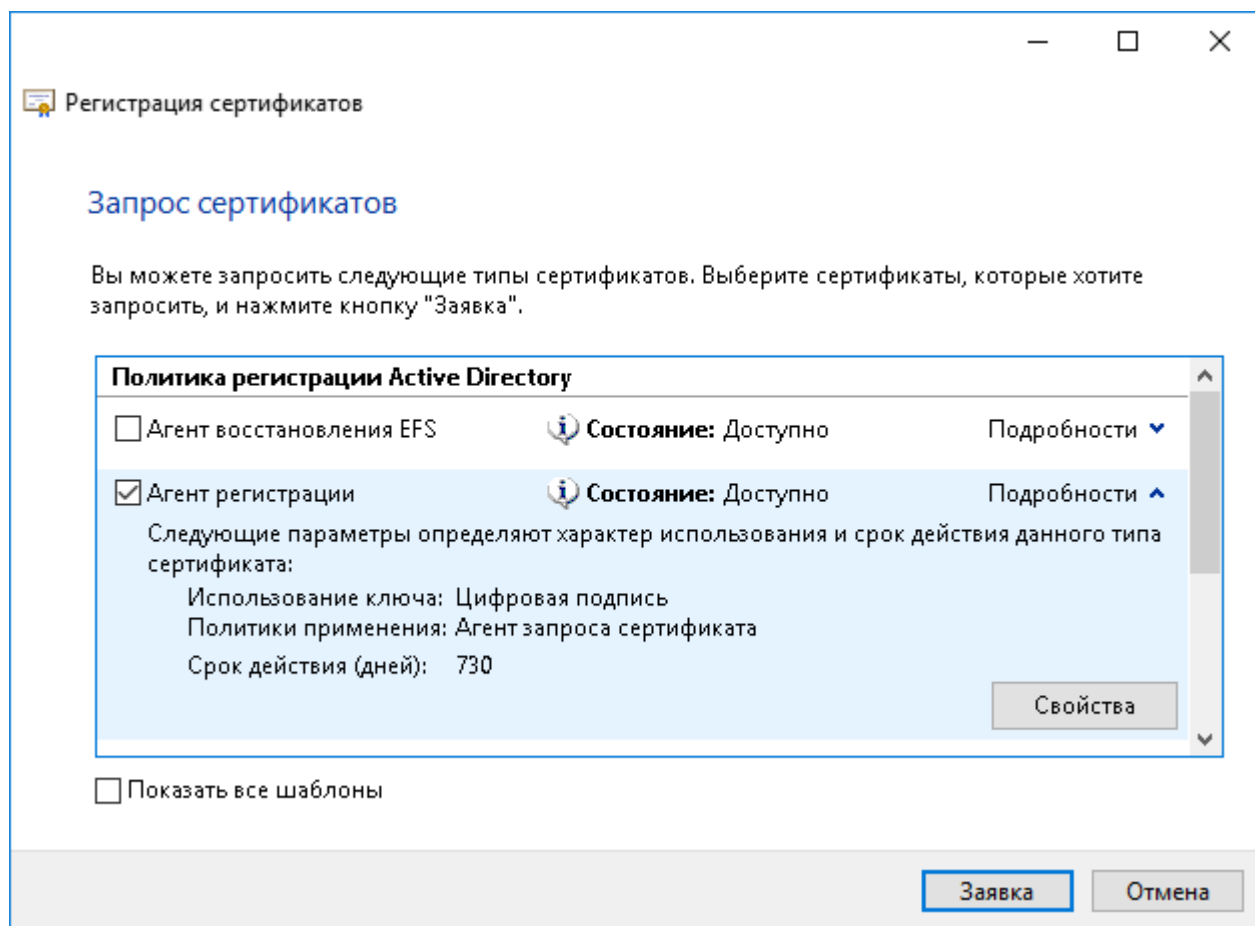 Регистрация сертификатов
Запрос сертификатов
Вы можете запросить следующие типы сертификатов. Выберите сертификаты, которые хотите
запросить, и нажмите кнопку "Заявка".
Политика регистрации Active Directory
Агент восстановления EFS Состояние: Доступно Подробности
Агент регистрации Состояние: Доступно Подробности
Следующие параметры определяют характер использования и срок действия данного типа
сертификата:
Использование ключа: Цифровая подпись
Политики применения: Агент запроса сертификата
Срок действия (дней): 730
Свойства
Показать все шаблоны
Заявка Отмена